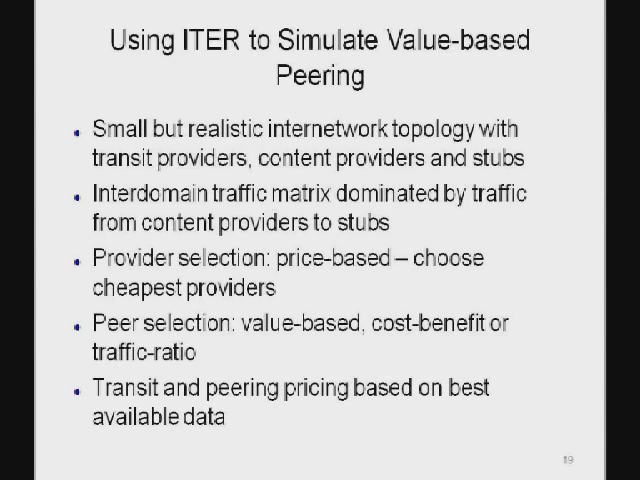 Using ITER to Simulate Value-based
Peering
Small but realistic internetwork topology with
transit providers, content providers and stubs
Interdomain traffic matrix dominated by traffic
from content providers to stubs
Provider selection: price-based – choose
cheapest providers
Peer selection: value-based, cost-benefit or
traffic-ratio
Transit and peering pricing based on best
available data
19